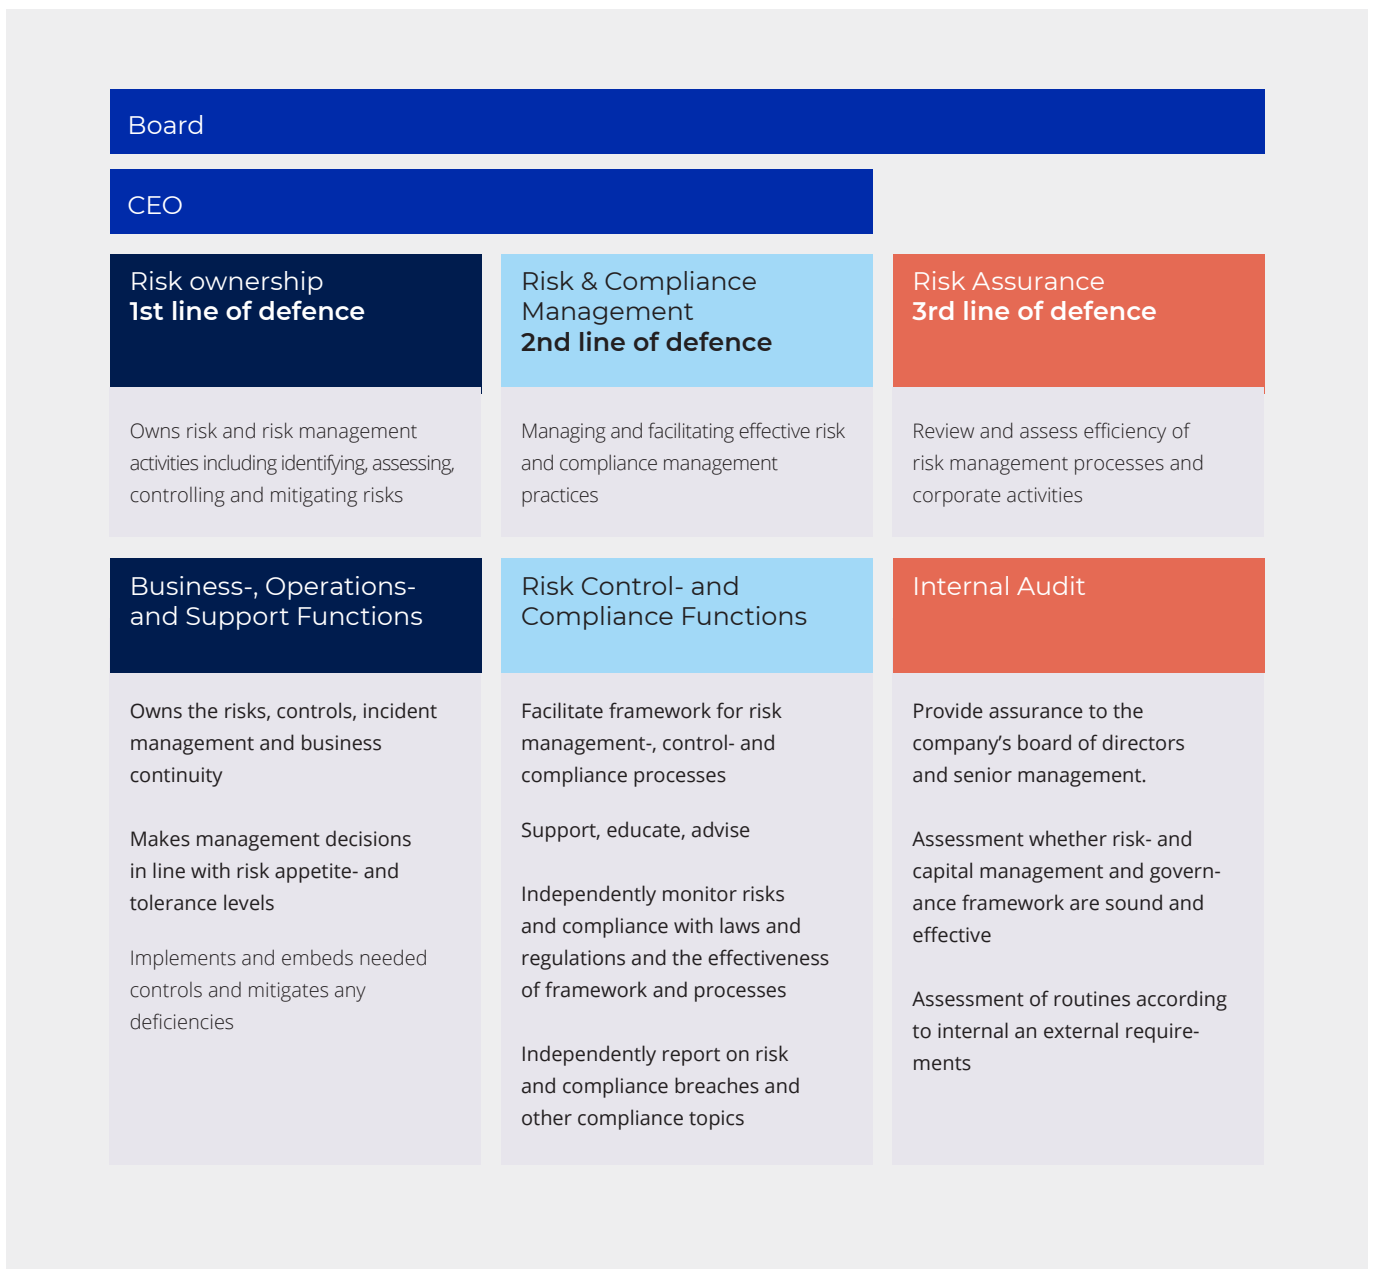 Board
CEO
Risk ownership
1st line of defence
Owns risk and risk management
activities including identifying, assessing,
controlling and mitigating risks
Risk & Compliance
Management
2nd line of defence
Managing and facilitating effective risk
and compliance management
practices
Risk Assurance
3rd line of defence
Review and assess efficiency of
risk management processes and
corporate activities
Business-, Operations-
and Support Functions
Owns the risks, controls, incident
management and business
continuity
Makes management decisions
in line with risk appetite- and
tolerance levels
Implements and embeds needed
controls and mitigates any
deficiencies
Risk Control- and
Compliance Functions
Facilitate framework for risk
management-, control- and
compliance processes
Support, educate, advise
Independently monitor risks
and compliance with laws and
regulations and the effectiveness
of framework and processes
Independently report on risk
and compliance breaches and
other compliance topics
Internal Audit
Provide assurance to the
company’s board of directors
and senior management.
Assessment whether risk- and
capital management and govern-
ance framework are sound and
effective
Assessment of routines according
to internal an external require-
ments